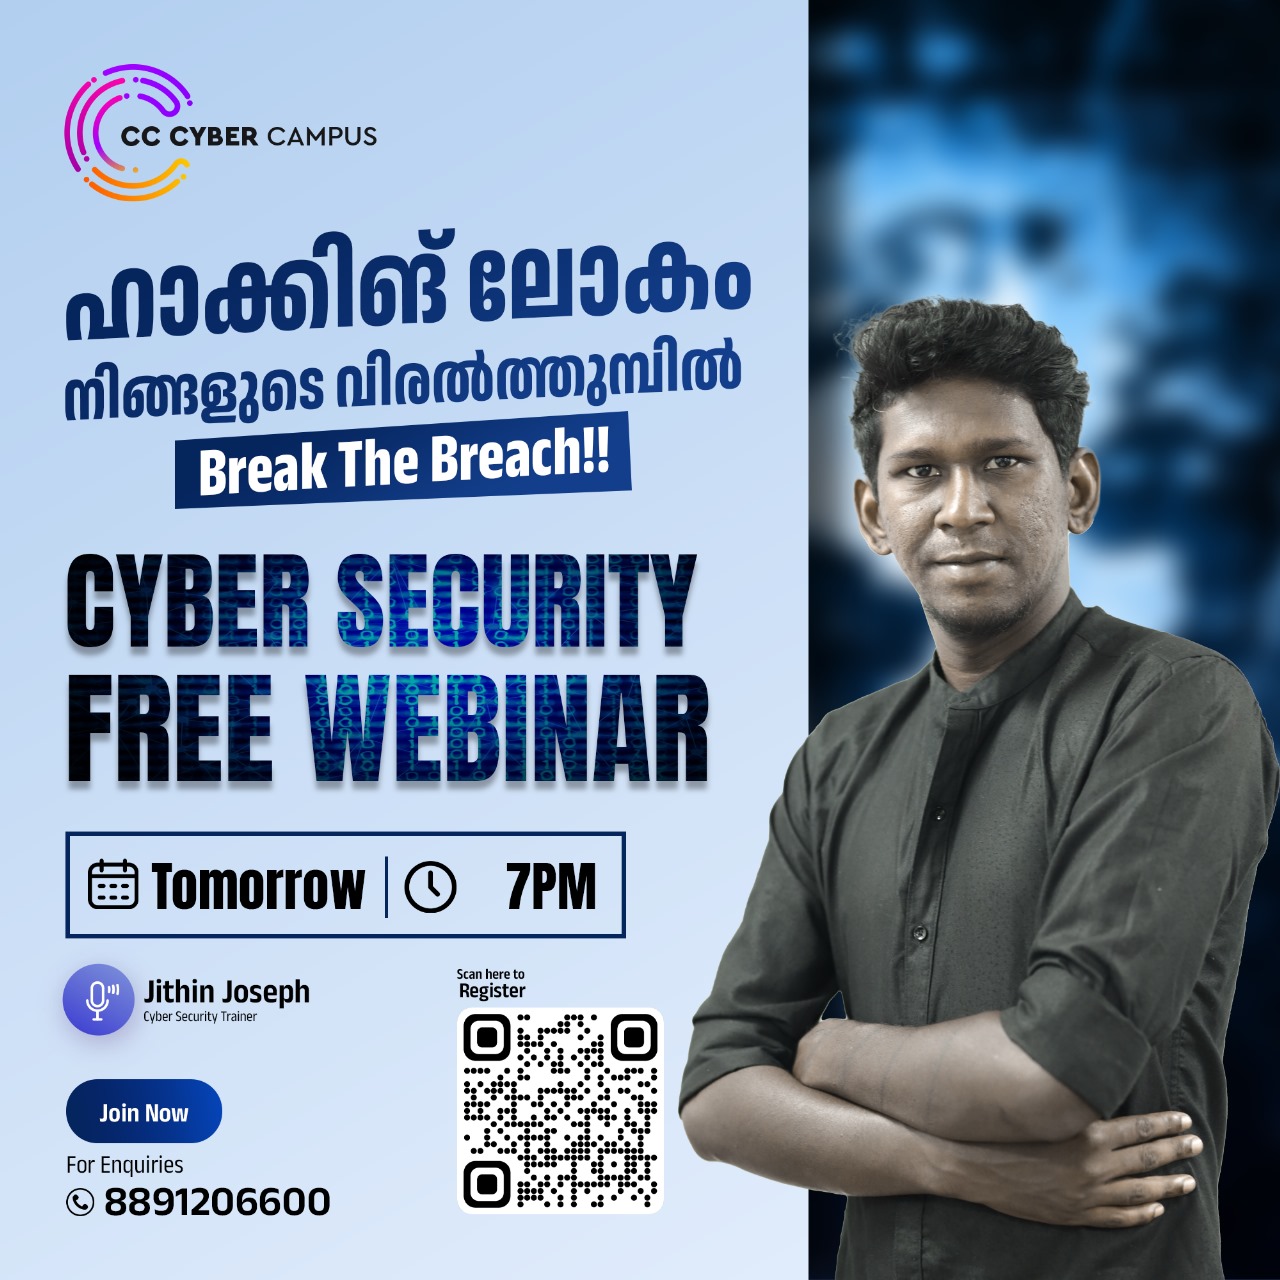 CC CYBER CAMPUS
ഹാക്കിങ് ലോകം
നിങ്ങളുടെ വിരൽത്തുമ്പിൽ
Break The Breach!!
CYBER SECURITY
FREE WEBINAR
Tomorrow 7PM
Jithin Joseph
Cyber Security Trainer
Scan here to
Register
Join Now
For Enquiries
8891206600